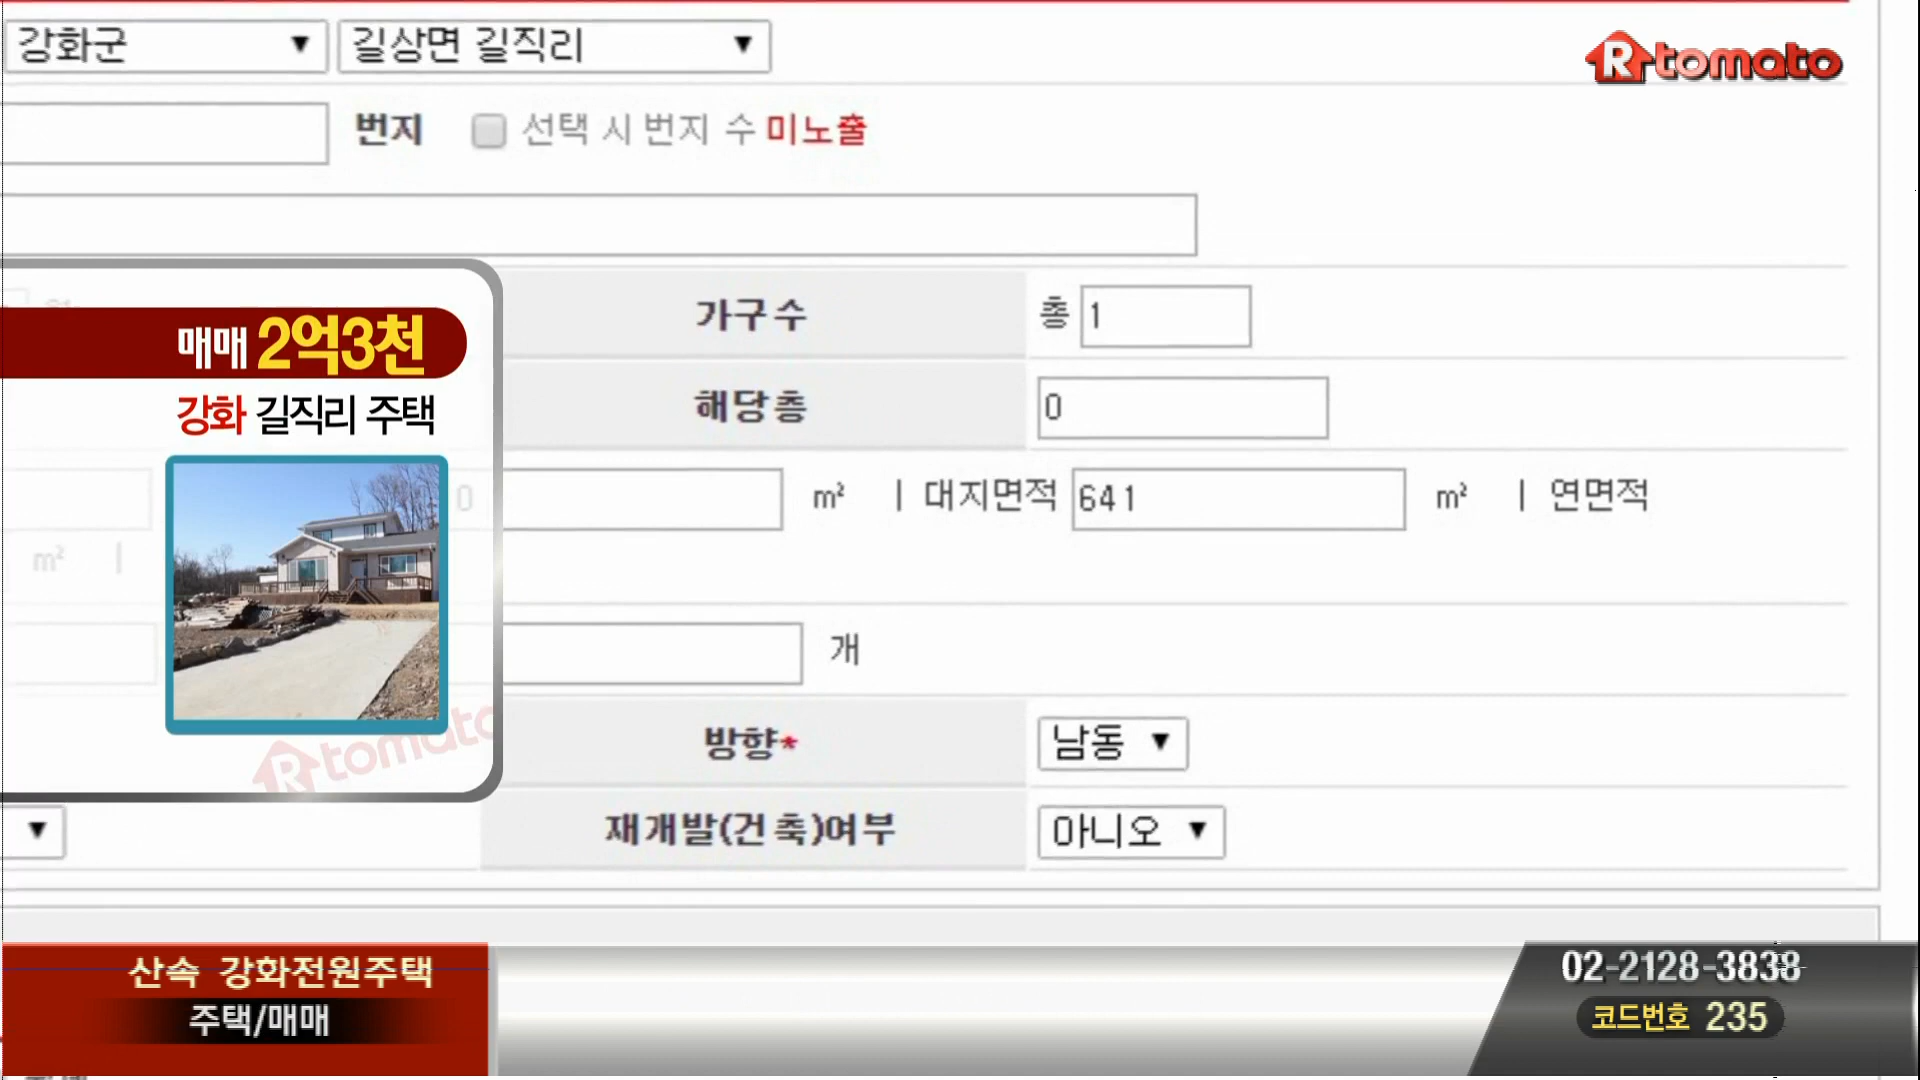 강화군 ▼ 길상면 길직리 ▼
Rtomato
번지 선택 시 번지 수 미노출
가구수 총 1
매매 2억3천
강화 길직리 주택
해당층 0
0 m² | 대지면적 641 m² | 연면적
m² |
개
Rtomato
방향* 남동 ▼
▼ 재개발(건축)여부 아니오 ▼
산속 강화전원주택
주택/매매
02-2128-3838
코드번호 235